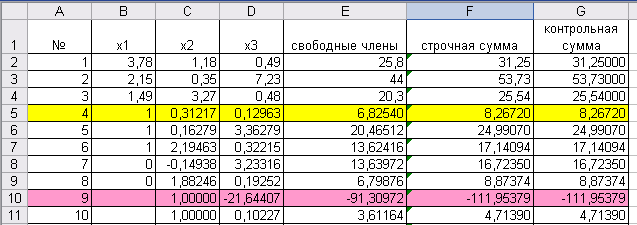 A B C D E F G
1 № x1 x2 x3 свободные члены строчная сумма контрольная сумма
2 1 3,78 1,18 0,49 25,8 31,25 31,25000
3 2 2,15 0,35 7,23 44 53,73 53,73000
4 3 1,49 3,27 0,48 20,3 25,54 25,54000
5 4 1 0,31217 0,12963 6,82540 8,26720 8,26720
6 5 1 0,16279 3,36279 20,46512 24,99070 24,99070
7 6 1 2,19463 0,32215 13,62416 17,14094 17,14094
8 7 0 -0,14938 3,23316 13,63972 16,72350 16,72350
9 8 0 1,88246 0,19252 6,79876 8,87374 8,87374
10 9 1,00000 -21,64407 -91,30972 -111,95379 -111,95379
11 10 1,00000 0,10227 3,61164 4,71390 4,71390